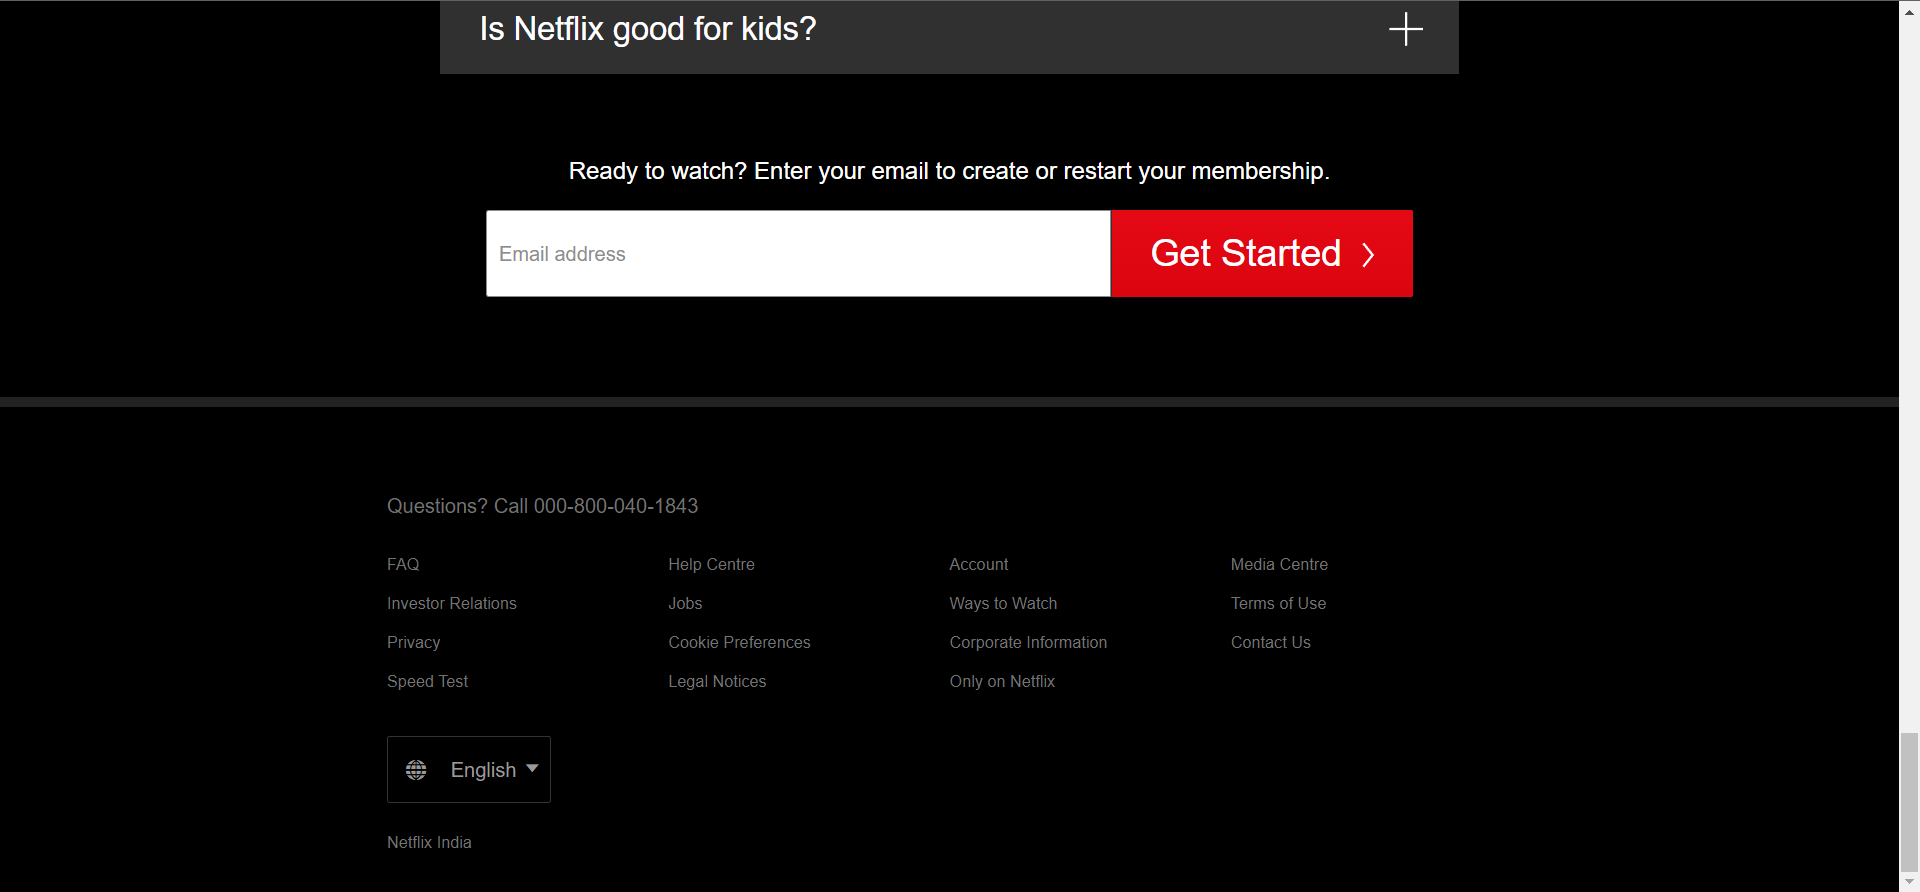 Is Netflix good for kids?
Ready to watch? Enter your email to create or restart your membership.
Email address
Get Started
Questions? Call 000-800-040-1843
FAQ
Help Centre
Account
Media Centre
Investor Relations
Jobs
Ways to Watch
Terms of Use
Privacy
Cookie Preferences
Corporate Information
Contact Us
Speed Test
Legal Notices
Only on Netflix
English
Netflix India